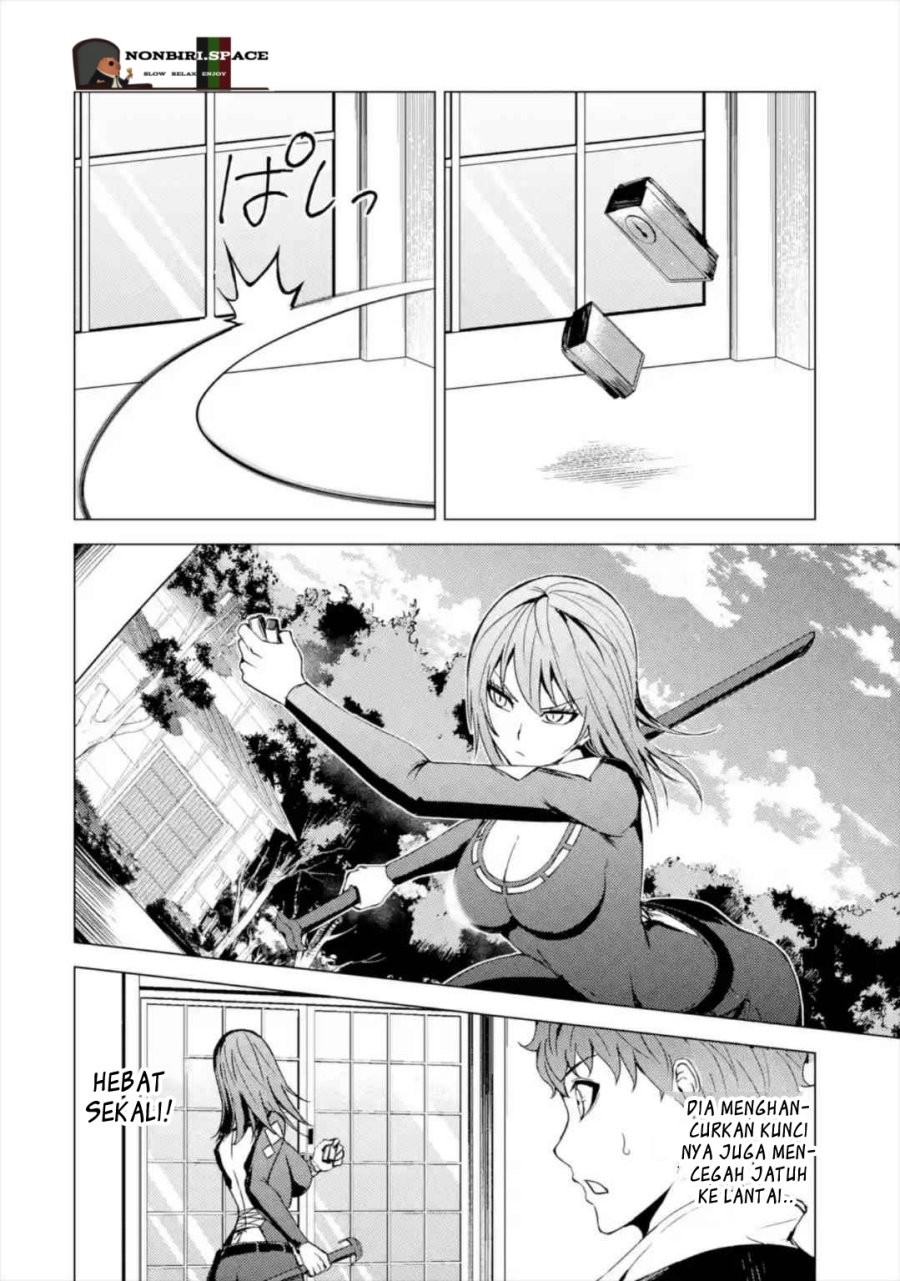 NONBIRI.SPACE
SLOW RELAX ENJOY
ぱしっ
HEBAT
SEKALI!
DIA MENGHAN-
CURKAN KUNCI
NYA JUGA MEN-
CEGAH JATUH
KE LANTAI..